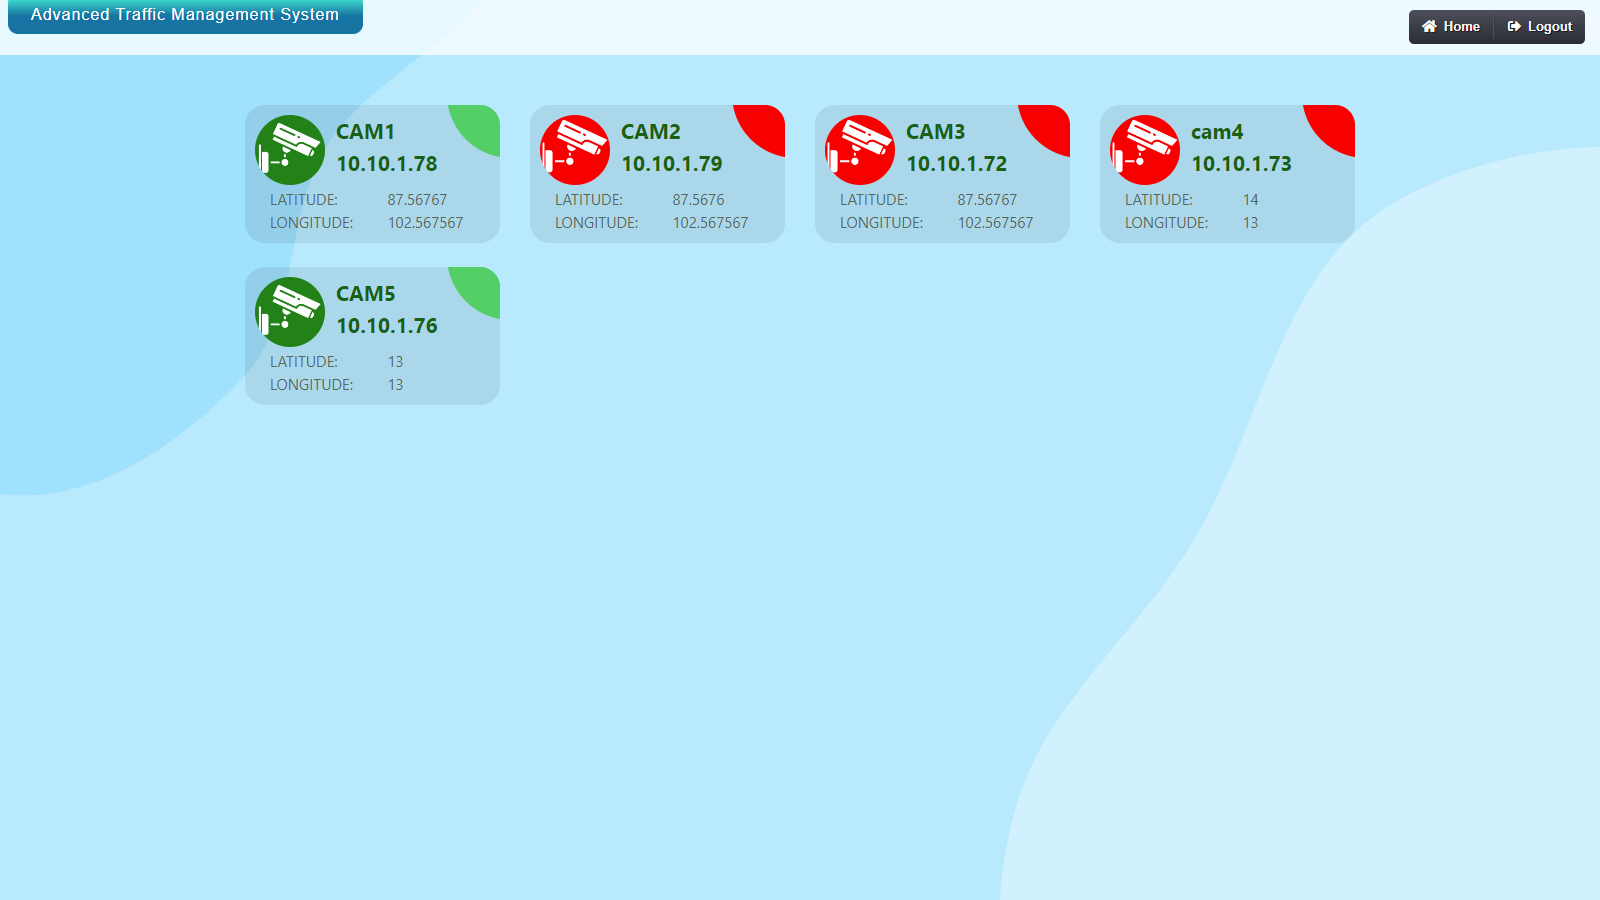 Advanced Traffic Management System
Home Logout
CAM1
10.10.1.78
LATITUDE: 87.56767
LONGITUDE: 102.567567
CAM2
10.10.1.79
LATITUDE: 87.5676
LONGITUDE: 102.567567
CAM3
10.10.1.72
LATITUDE: 87.56767
LONGITUDE: 102.567567
cam4
10.10.1.73
LATITUDE: 14
LONGITUDE: 13
CAM5
10.10.1.76
LATITUDE: 13
LONGITUDE: 13